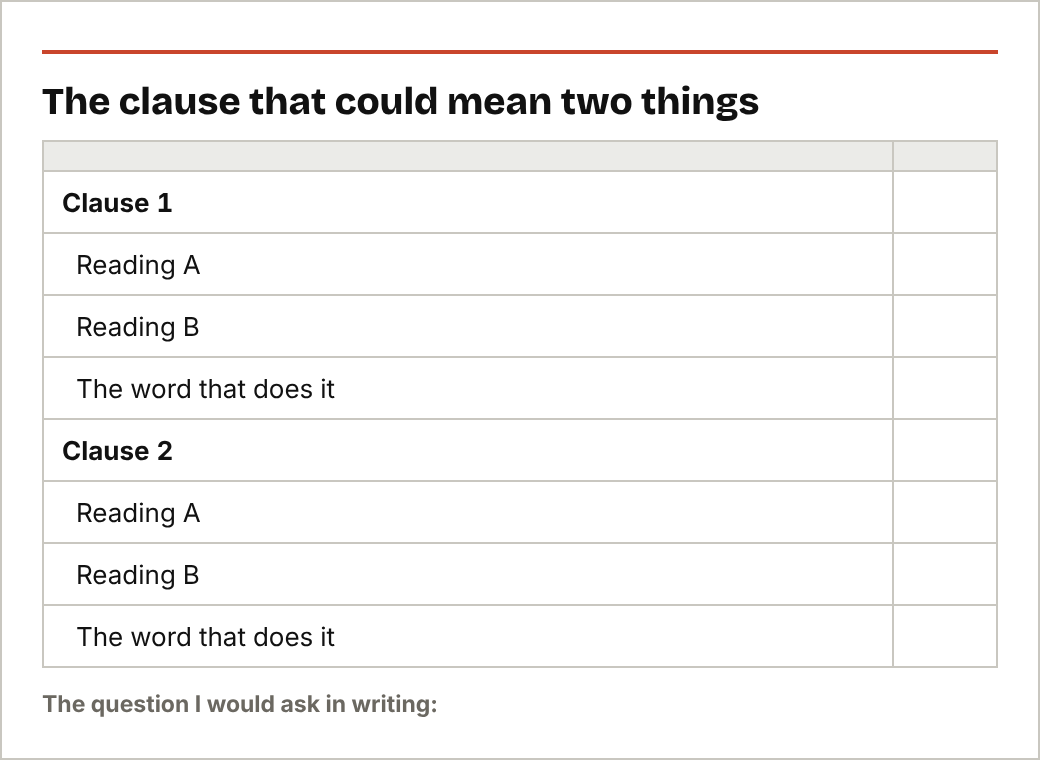 The clause that could mean two things
Clause 1
Reading A
Reading B
The word that does it
Clause 2
Reading A
Reading B
The word that does it
The question I would ask in writing: